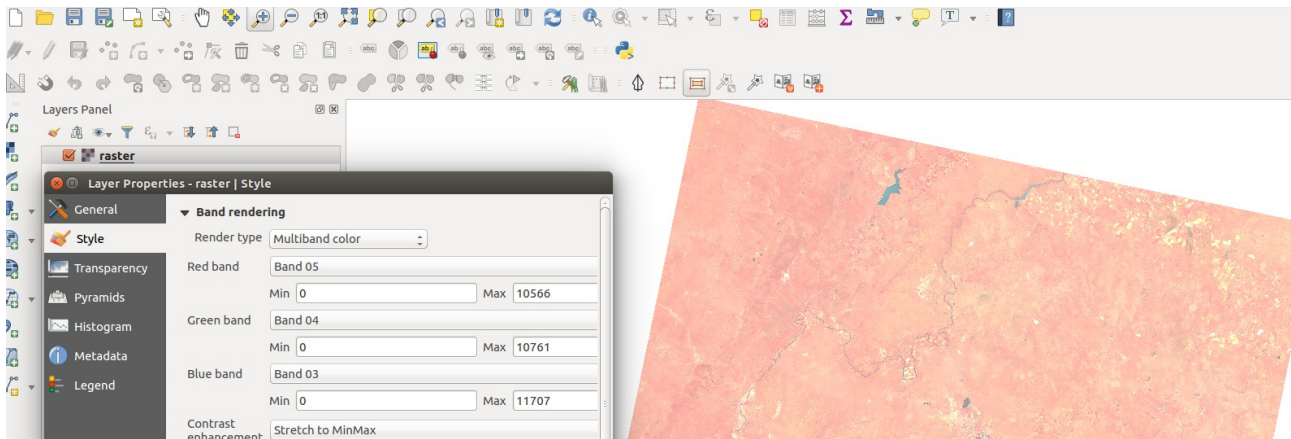 Layers Panel
raster
Layer Properties - raster | Style
General
Style
Transparency
Pyramids
Histogram
Metadata
Legend
Band rendering
Render type Multiband color
Red band Band 05
Min 0 Max 10566
Green band Band 04
Min 0 Max 10761
Blue band Band 03
Min 0 Max 11707
Contrast
enhancement Stretch to MinMax